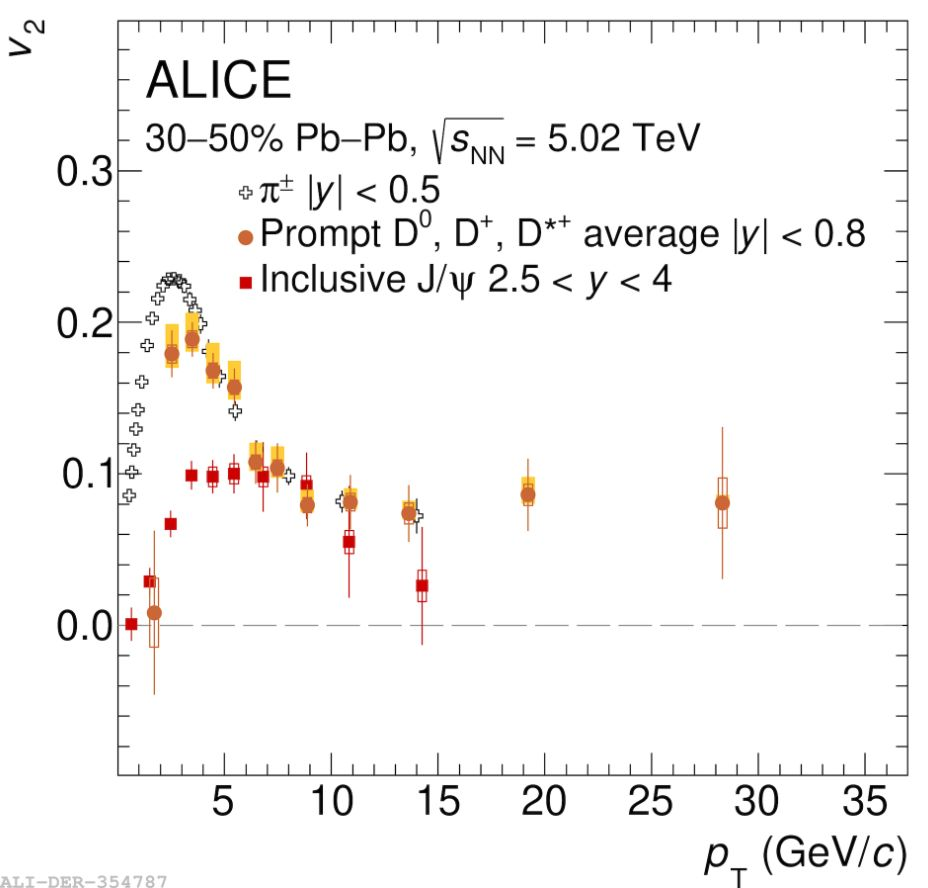 v₂
ALICE
30–50% Pb–Pb, √sNN = 5.02 TeV
π± |y| < 0.5
Prompt D⁰, D⁺, D*⁺ average |y| < 0.8
Inclusive J/ψ 2.5 < y < 4
0.3
0.2
0.1
0.0
5 10 15 20 25 30 35
pT (GeV/c)
ALI-DER-354787